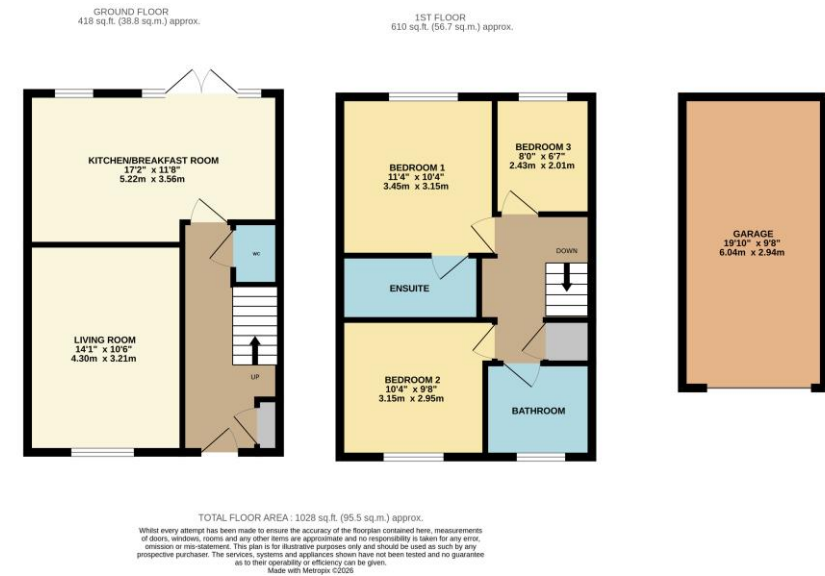 GROUND FLOOR
418 sq.ft. (38.8 sq.m.) approx.
1ST FLOOR
610 sq.ft. (56.7 sq.m.) approx.
KITCHEN/BREAKFAST ROOM
17'2" x 11'8"
5.22m x 3.56m
WC
LIVING ROOM
14'1" x 10'6"
4.30m x 3.21m
UP
BEDROOM 1
11'4" x 10'4"
3.45m x 3.15m
BEDROOM 3
8'0" x 6'7"
2.43m x 2.01m
DOWN
ENSUITE
BEDROOM 2
10'4" x 9'8"
3.15m x 2.95m
BATHROOM
GARAGE
19'10" x 9'8"
6.04m x 2.94m
TOTAL FLOOR AREA : 1028 sq.ft. (95.5 sq.m.) approx.
Whilst every attempt has been made to ensure the accuracy of the floorplan contained here, measurements
of doors, windows, rooms and any other items are approximate and no responsibility is taken for any error,
omission or mis-statement. This plan is for illustrative purposes only and should be used as such by any
prospective purchaser. The services, systems and appliances shown have not been tested and no guarantee
as to their operability or efficiency can be given.
Made with Metropix ©2026